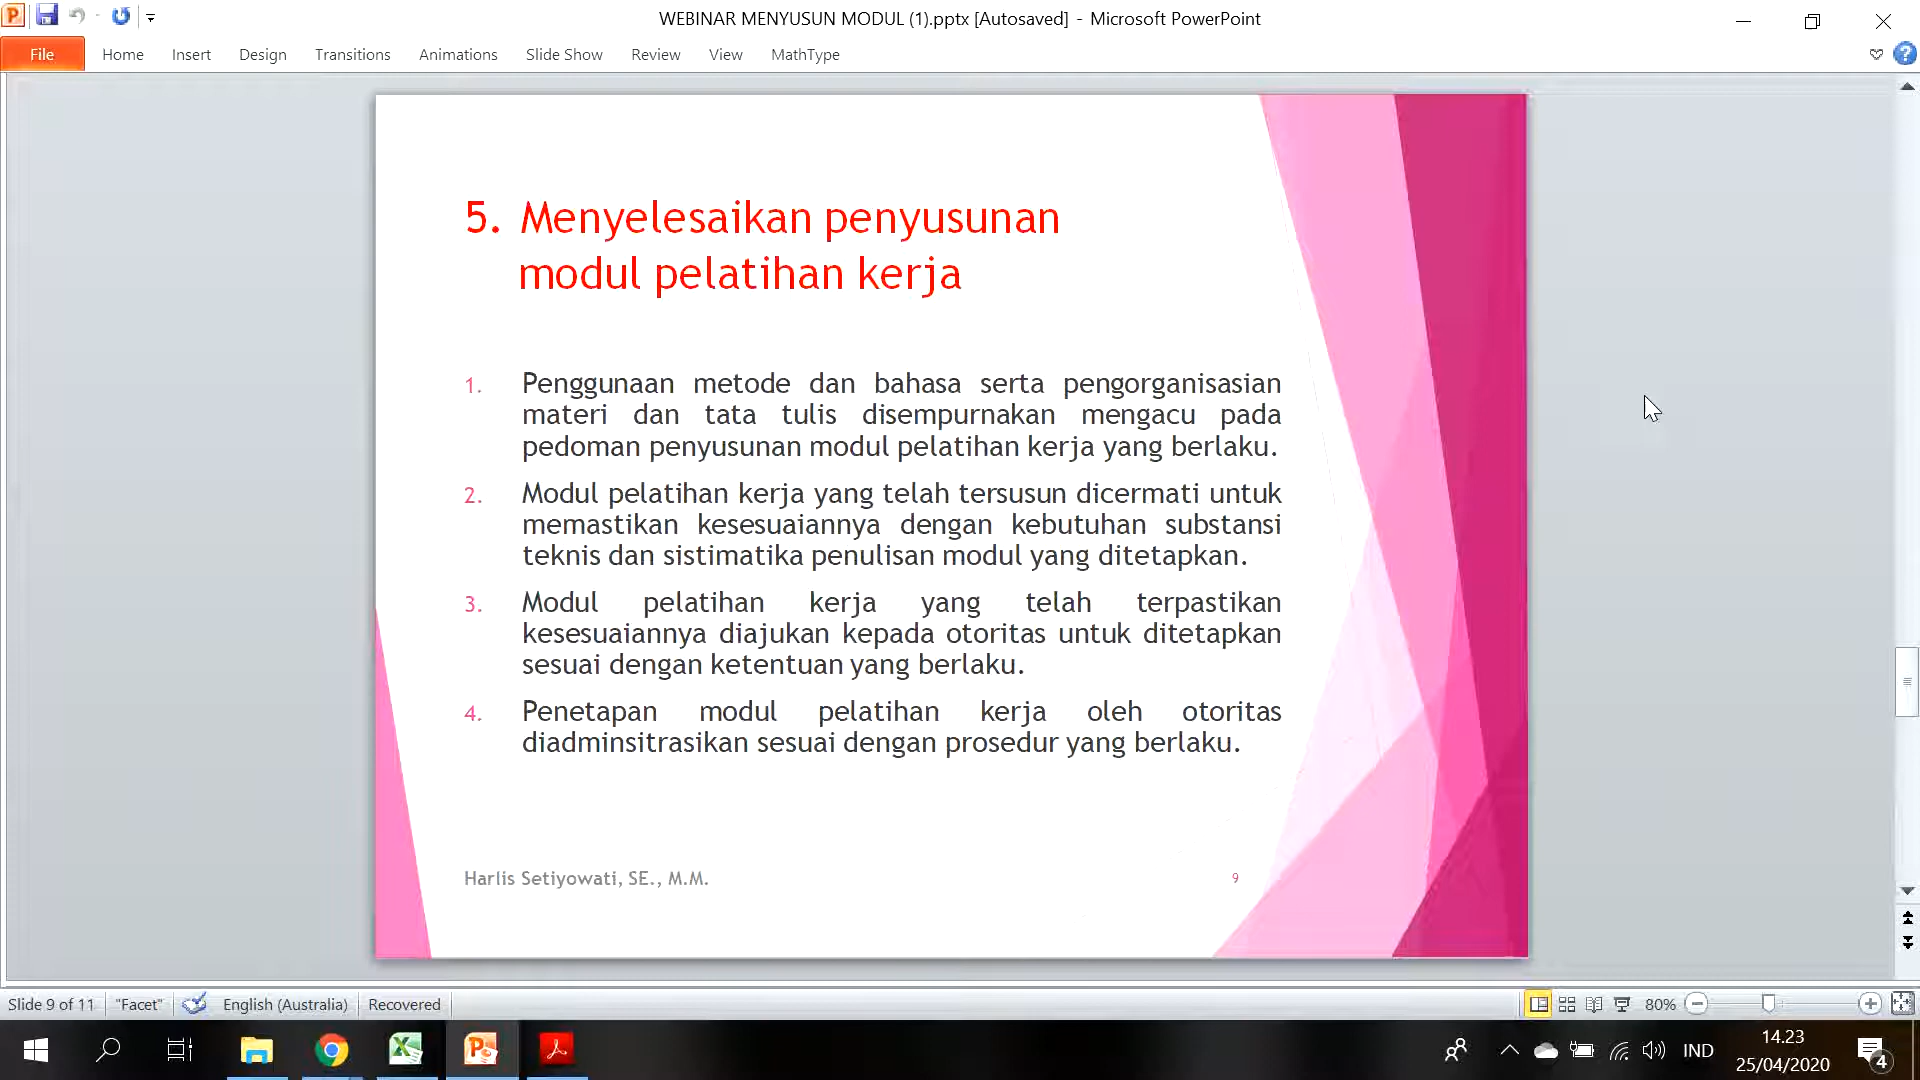 WEBINAR MENYUSUN MODUL (1).pptx [Autosaved] - Microsoft PowerPoint
File Home Insert Design Transitions Animations Slide Show Review View MathType
5. Menyelesaikan penyusunan
modul pelatihan kerja
1. Penggunaan metode dan bahasa serta pengorganisasian
materi dan tata tulis disempurnakan mengacu pada
pedoman penyusunan modul pelatihan kerja yang berlaku.
2. Modul pelatihan kerja yang telah tersusun dicermati untuk
memastikan kesesuaiannya dengan kebutuhan substansi
teknis dan sistimatika penulisan modul yang ditetapkan.
3. Modul pelatihan kerja yang telah terpastikan
kesesuaiannya diajukan kepada otoritas untuk ditetapkan
sesuai dengan ketentuan yang berlaku.
4. Penetapan modul pelatihan kerja oleh otoritas
diadminsitrasikan sesuai dengan prosedur yang berlaku.
Harlis Setiyowati, SE., M.M. 9
Slide 9 of 11 "Facet" English (Australia) Recovered 80%
IND 14.23 4
25/04/2020